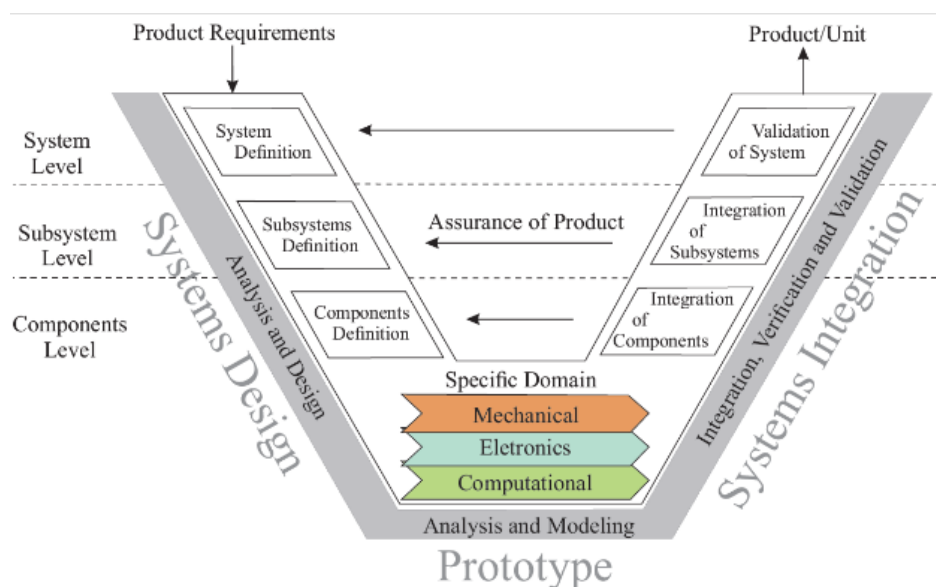 Product Requirements
Product/Unit
System
Level
System
Definition
Validation
of System
Subsystem
Level
Subsystems
Definition
Assurance of Product
Integration
of
Subsystems
Components
Level
Components
Definition
Integration
of
Components
Analysis and Design
Systems Design
Integration, Verification and Validation
Systems Integration
Specific Domain
Mechanical
Eletronics
Computational
Analysis and Modeling
Prototype